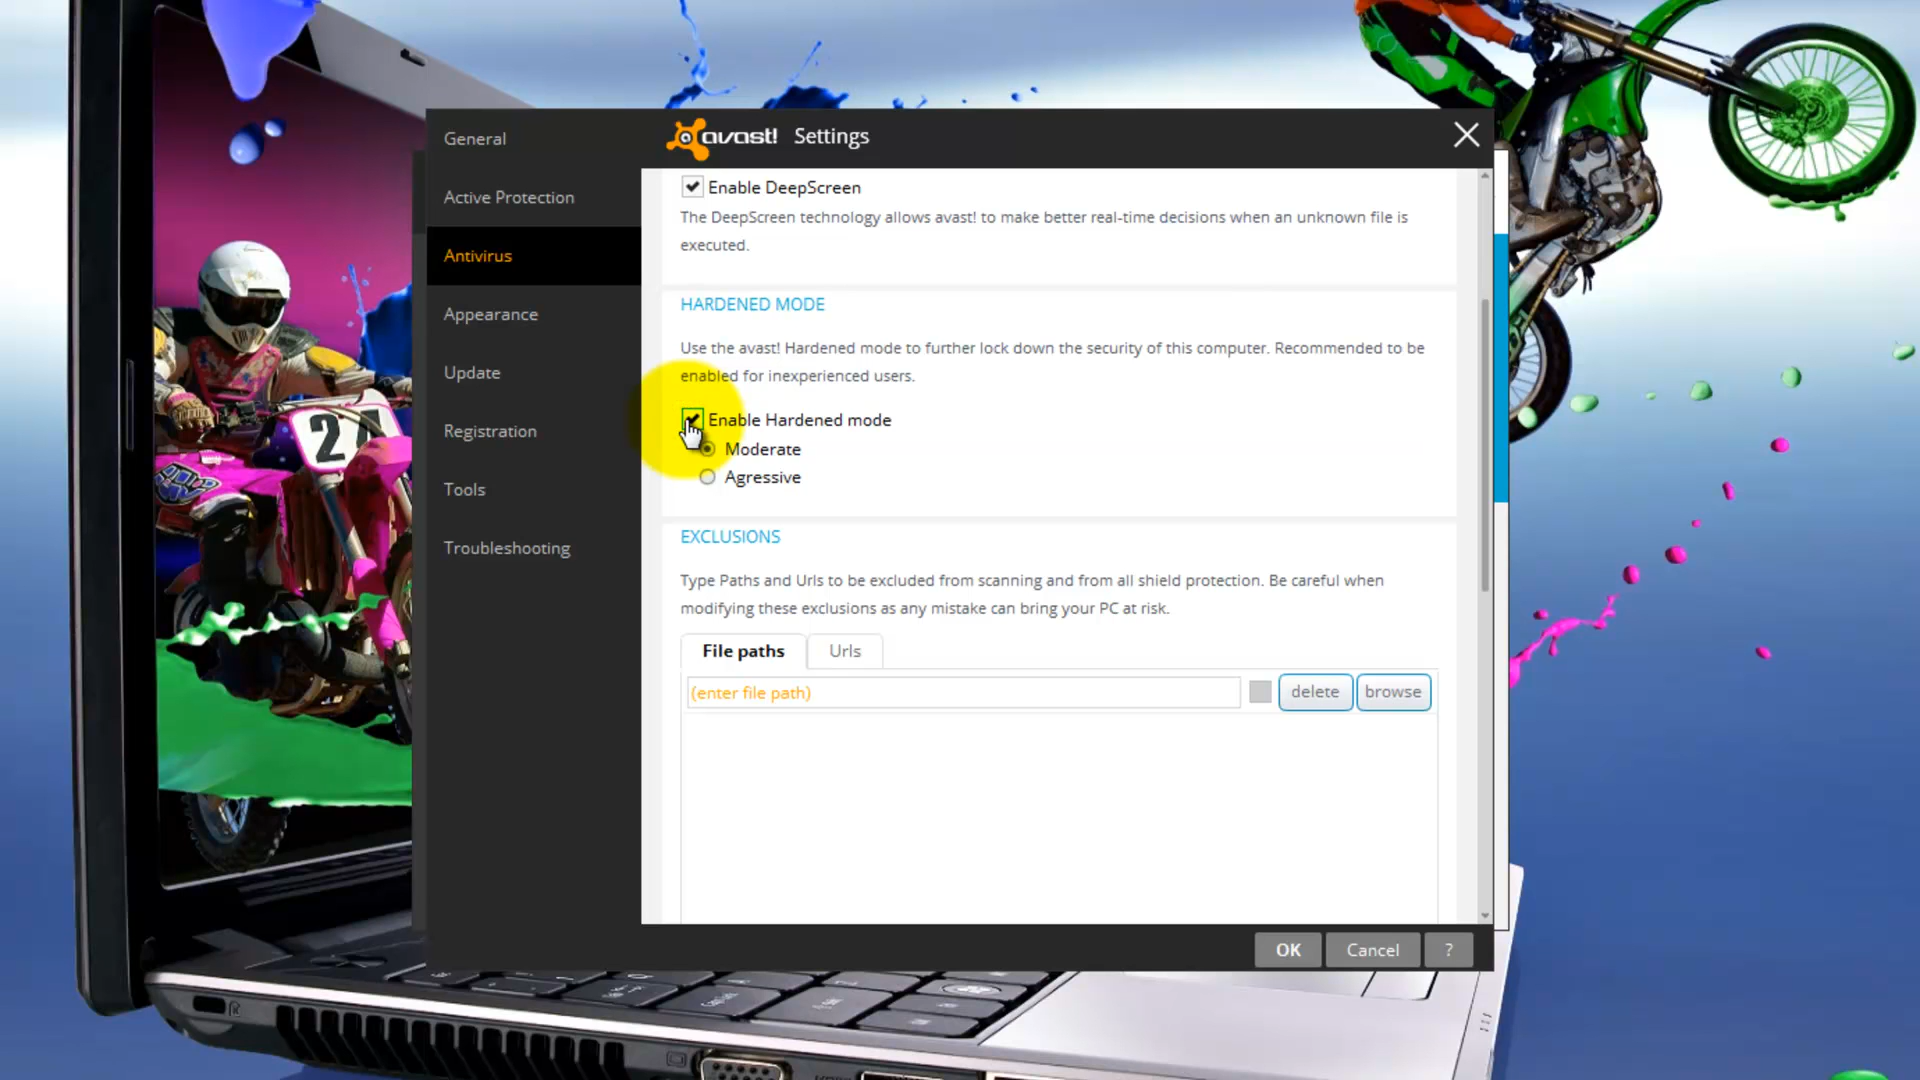 General
Active Protection
Antivirus
Appearance
Update
Registration
Tools
Troubleshooting
avast! Settings
Enable DeepScreen
The DeepScreen technology allows avast! to make better real-time decisions when an unknown file is
executed.
HARDENED MODE
Use the avast! Hardened mode to further lock down the security of this computer. Recommended to be
enabled for inexperienced users.
Enable Hardened mode
Moderate
Agressive
EXCLUSIONS
Type Paths and Urls to be excluded from scanning and from all shield protection. Be careful when
modifying these exclusions as any mistake can bring your PC at risk.
File paths Urls
(enter file path) delete browse
OK Cancel ?